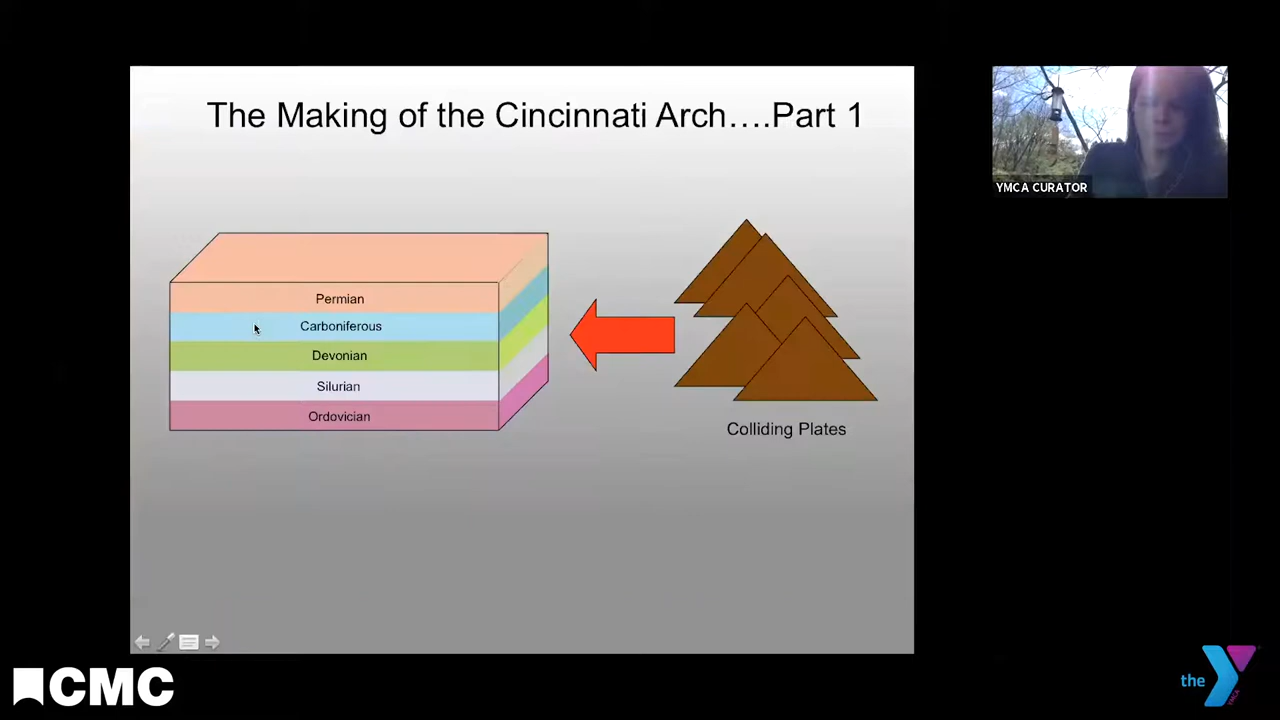 The Making of the Cincinnati Arch….Part 1
YMCA CURATOR
Permian
Carboniferous
Devonian
Silurian
Ordovician
Colliding Plates
CMC
the Y
YMCA